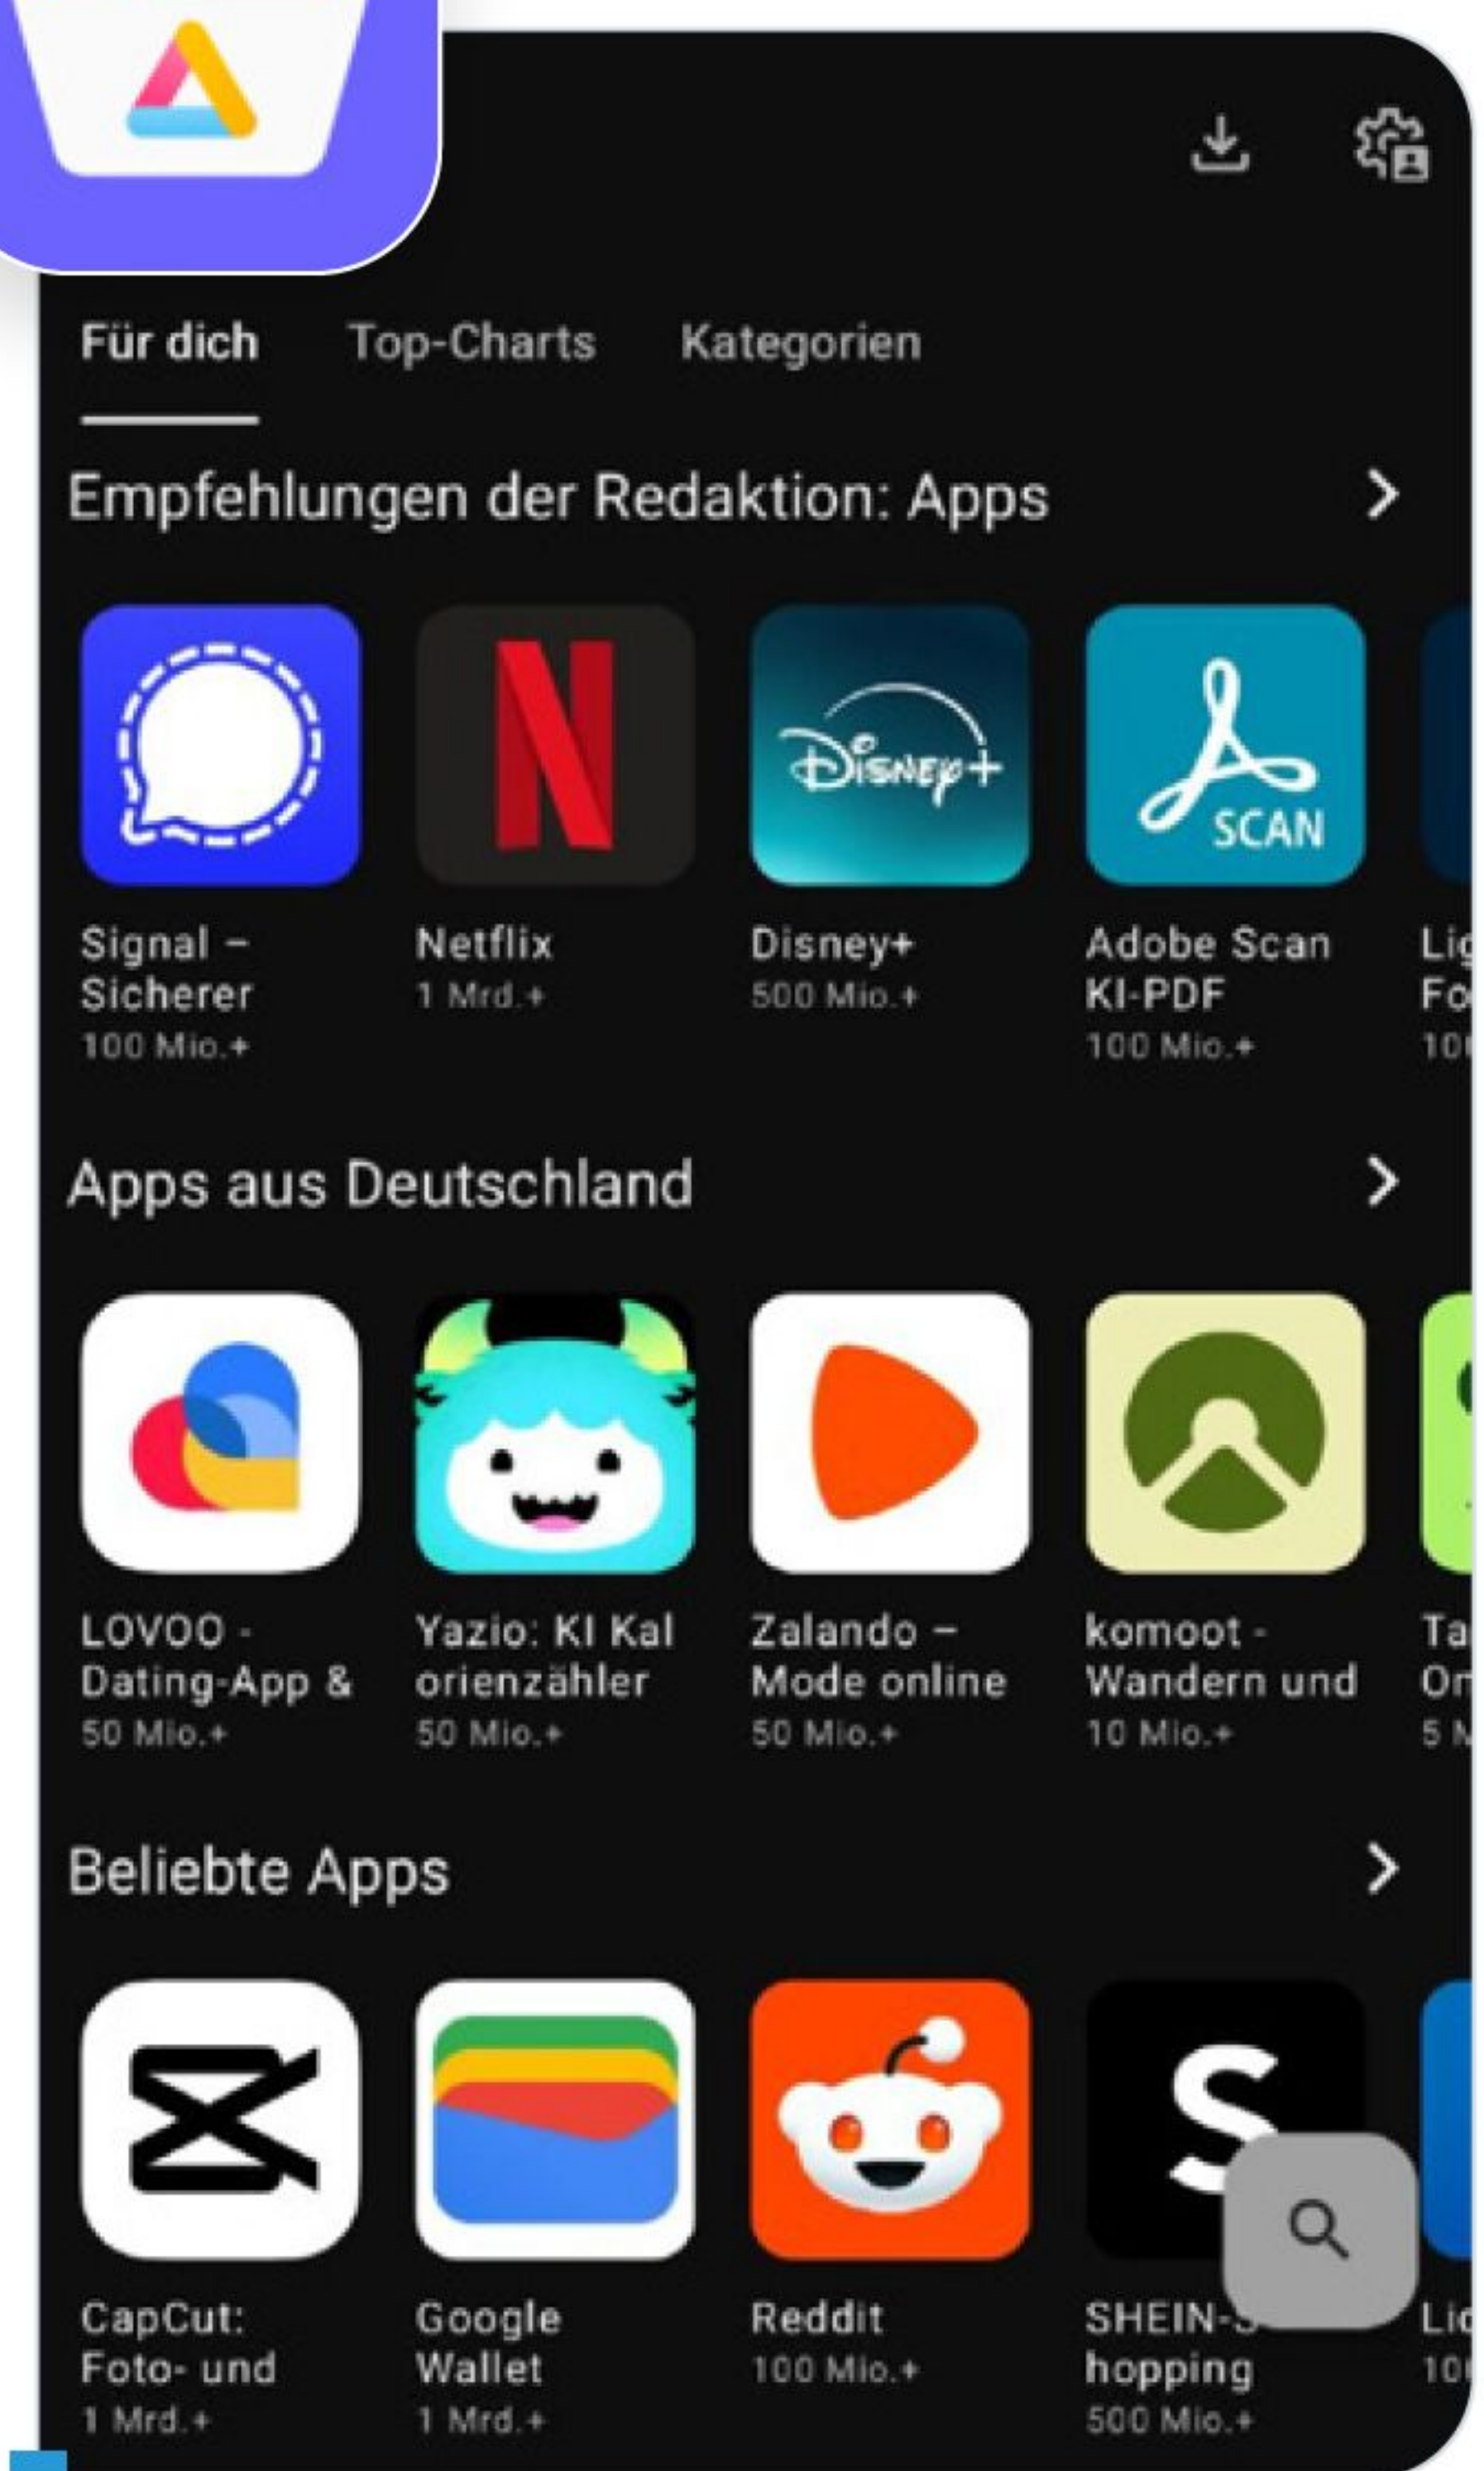 Für dich Top-Charts Kategorien
Empfehlungen der Redaktion: Apps
Disney+
SCAN
Signal – Netflix Disney+ Adobe Scan
Sicherer 1 Mrd.+ 500 Mio.+ KI-PDF
100 Mio.+ 100 Mio.+
Apps aus Deutschland
LOVOO - Yazio: KI Kal Zalando – komoot -
Dating-App & orienzähler Mode online Wandern und
50 Mio.+ 50 Mio.+ 50 Mio.+ 10 Mio.+
Beliebte Apps
S
CapCut: Google Reddit SHEIN-S
Foto- und Wallet 100 Mio.+ hopping
1 Mrd.+ 1 Mrd.+ 500 Mio.+